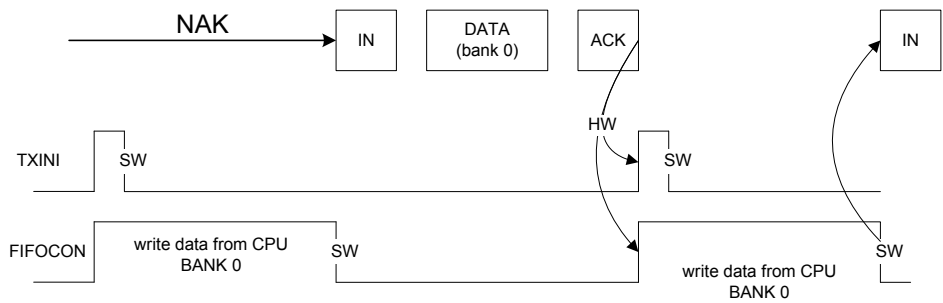 NAK
IN
DATA
(bank 0)
ACK
IN
HW
TXINI
SW
SW
FIFOCON
write data from CPU
BANK 0
SW
write data from CPU
BANK 0
SW